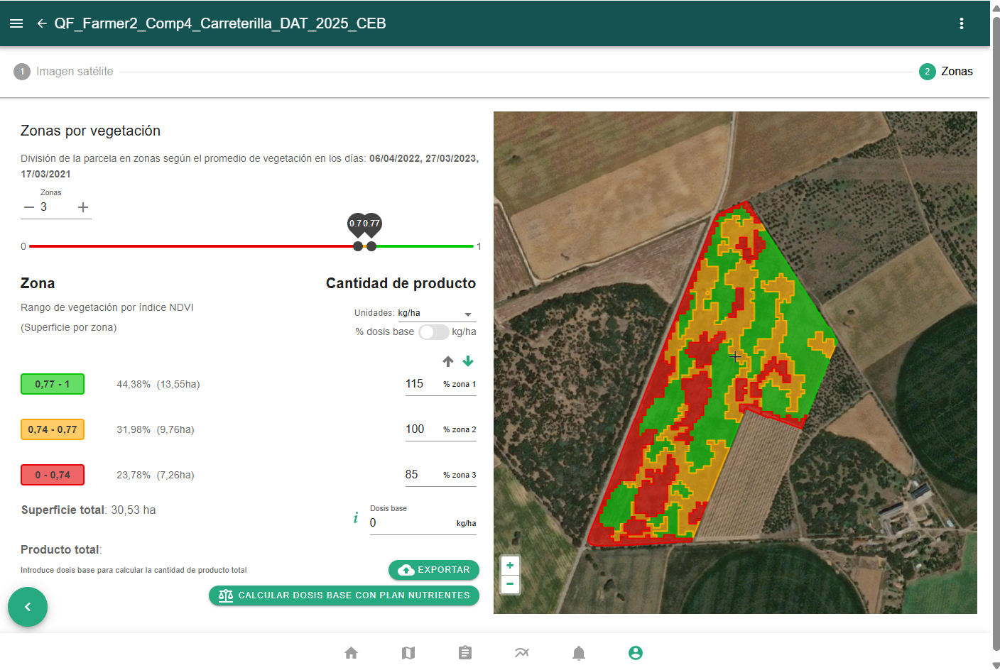 QF_Farmer2_Comp4_Carreterilla_DAT_2025_CEB
1 Imagen satélite
2 Zonas
Zonas por vegetación
División de la parcela en zonas según el promedio de vegetación en los días: 06/04/2022, 27/03/2023,
17/03/2021
Zonas
3
0.7 0.77
0 1
Zona Cantidad de producto
Rango de vegetación por índice NDVI
Unidades: kg/ha
(Superficie por zona)
% dosis base kg/ha
0,77 - 1 44,38% (13,55ha) 115 % zona 1
0,74 - 0,77 31,98% (9,76ha) 100 % zona 2
0 - 0,74 23,78% (7,26ha) 85 % zona 3
Superficie total: 30,53 ha
i Dosis base
0 kg/ha
Producto total:
Introduce dosis base para calcular la cantidad de producto total
EXPORTAR
CALCULAR DOSIS BASE CON PLAN NUTRIENTES
+
−